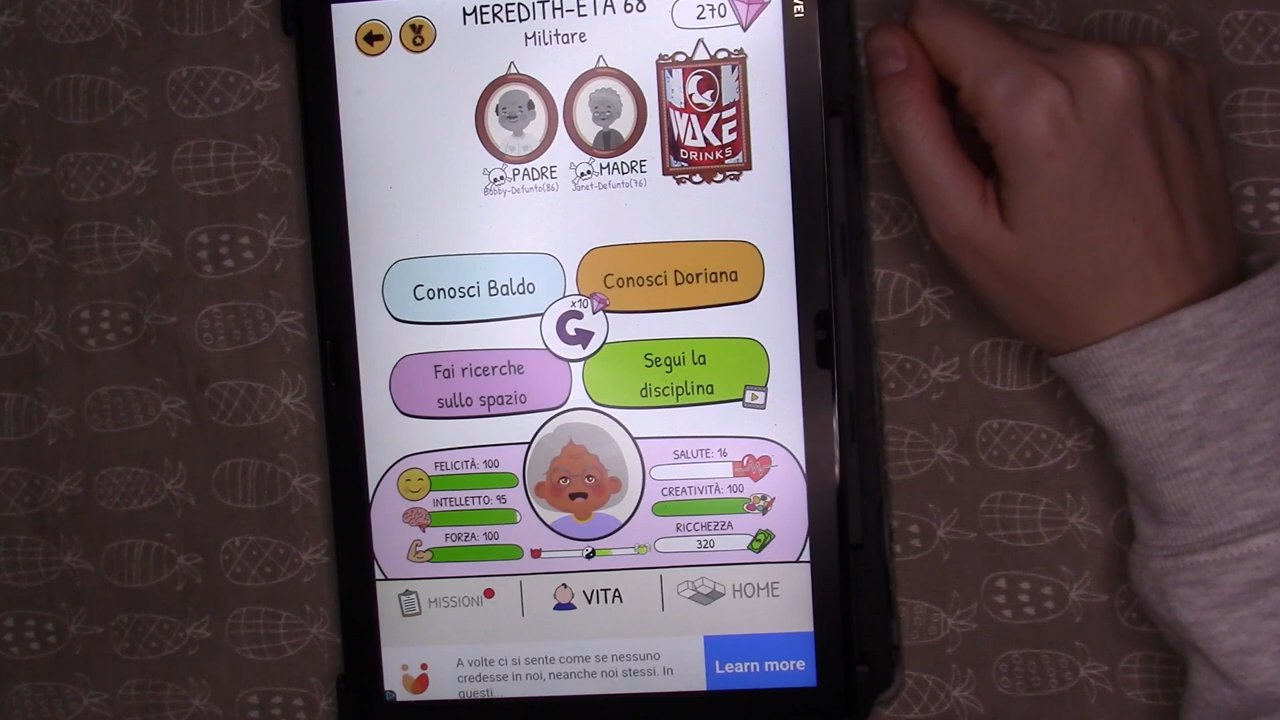 MEREDITH-ETÀ 68
270
Militare
WAKE
DRINKS
PADRE
Bobby-Defunto(86)
MADRE
Janet-Defunto(76)
Conosci Baldo
Conosci Doriana
x10
Fai ricerche
sullo spazio
Segui la
disciplina
FELICITÀ: 100
INTELLETTO: 95
FORZA: 100
SALUTE: 16
CREATIVITÀ: 100
RICCHEZZA
320
MISSIONI
VITA
HOME
A volte ci si sente come se nessuno
credesse in noi, neanche noi stessi. In
questi...
Learn more